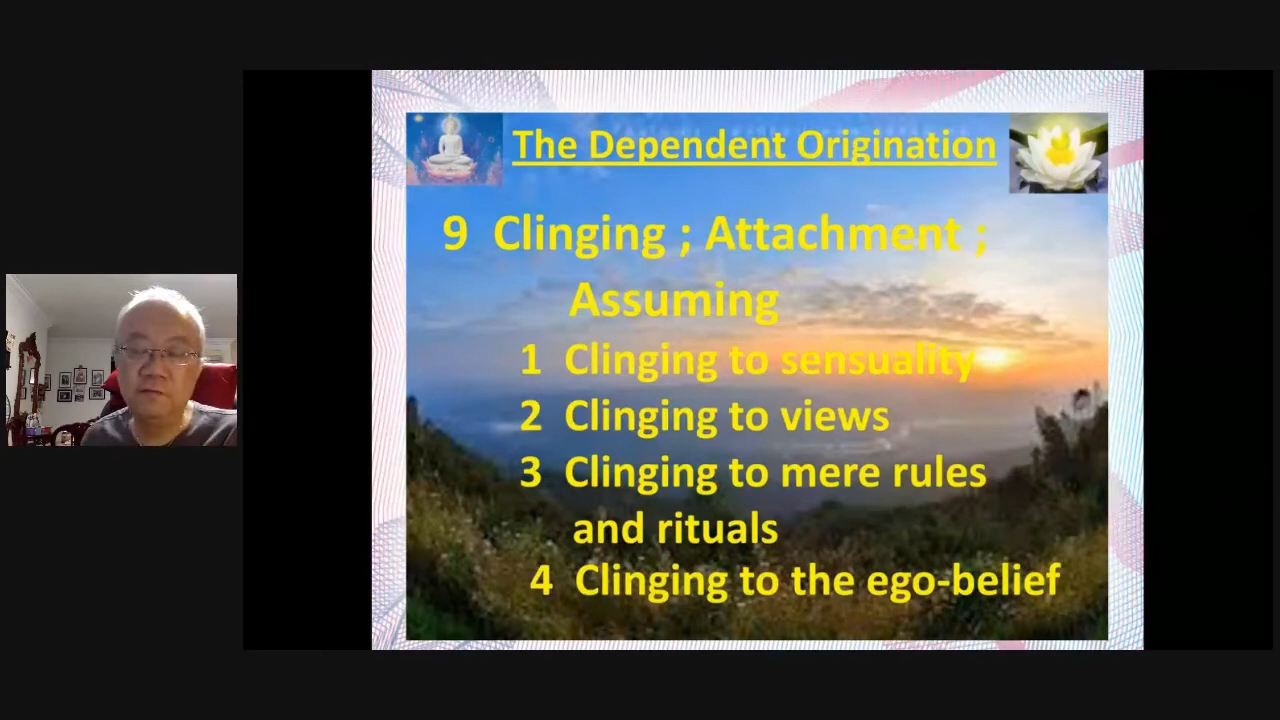 The Dependent Origination
9 Clinging ; Attachment ;
Assuming
1 Clinging to sensuality
2 Clinging to views
3 Clinging to mere rules
and rituals
4 Clinging to the ego-belief